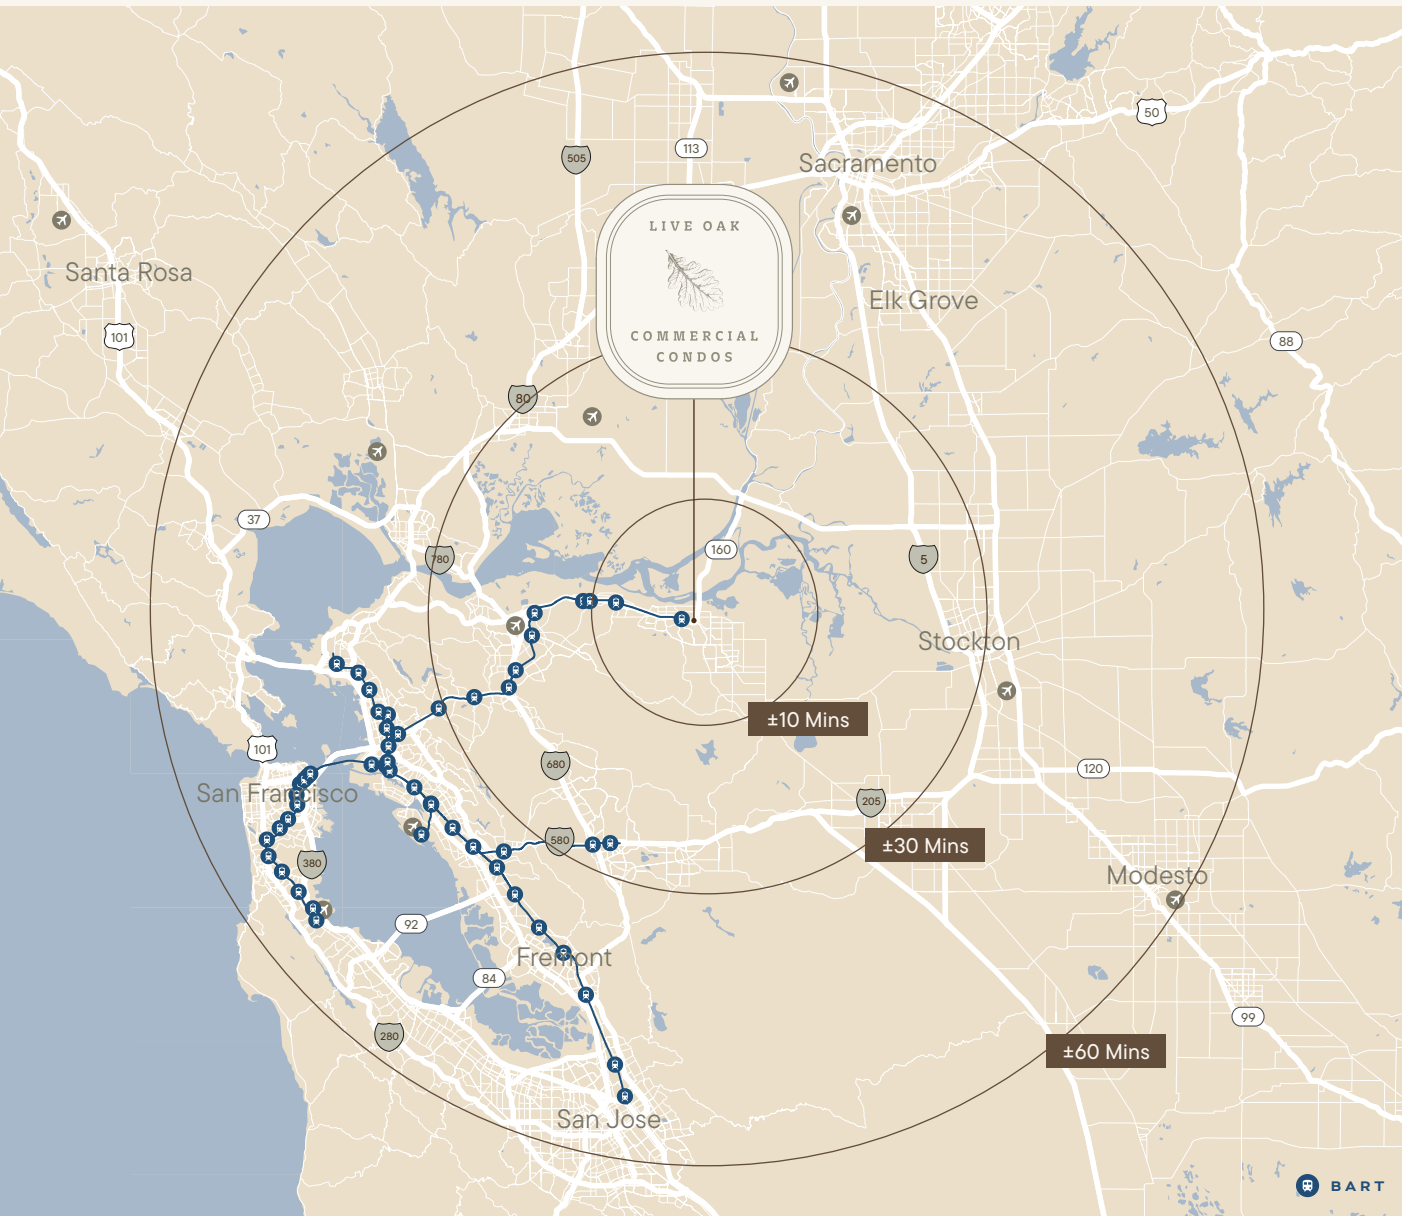 50
113
505
Sacramento
LIVE OAK
Santa Rosa
Elk Grove
101
COMMERCIAL
CONDOS
88
80
37
160
780
5
Stockton
±10 Mins
101
680
120
San Francisco
205
580
±30 Mins
380
Modesto
92
Fremont
84
99
280
±60 Mins
San Jose
BART